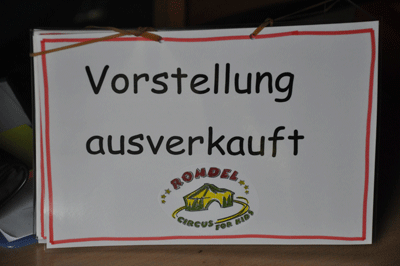 Vorstellung
ausverkauft
RONDEL
CIRCUS FOR KIDS